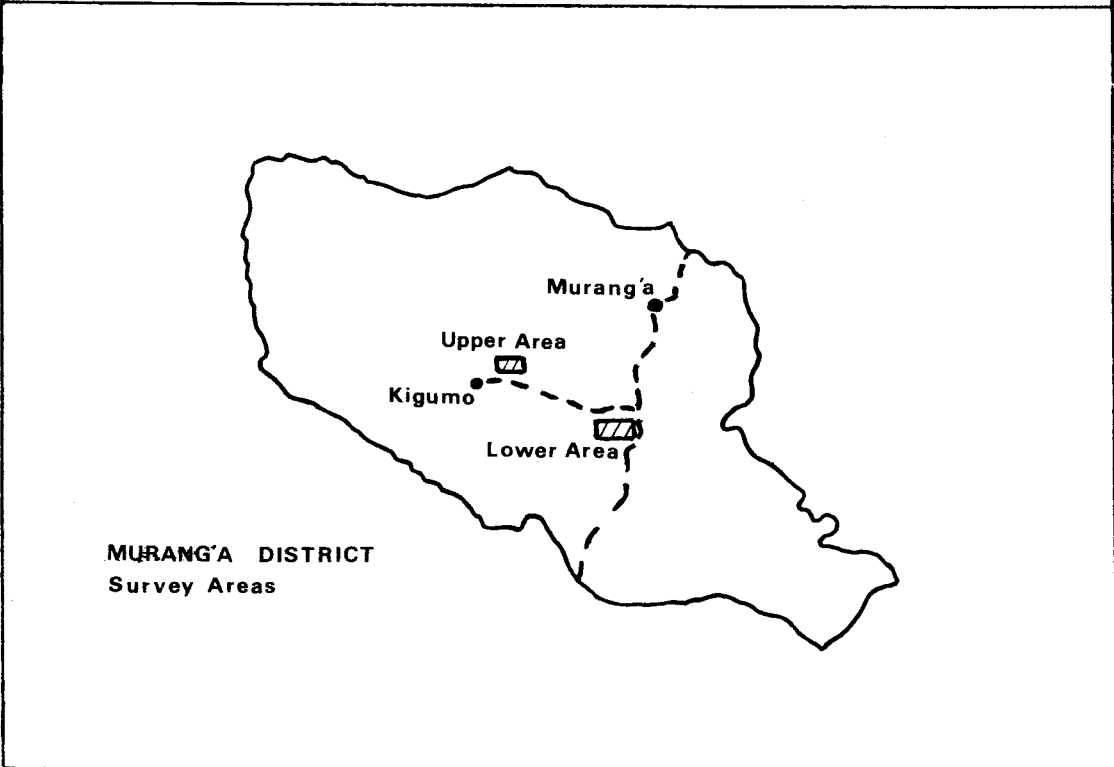 Murang'a
Upper Area
Kigumo
Lower Area
MURANG'A DISTRICT
Survey Areas